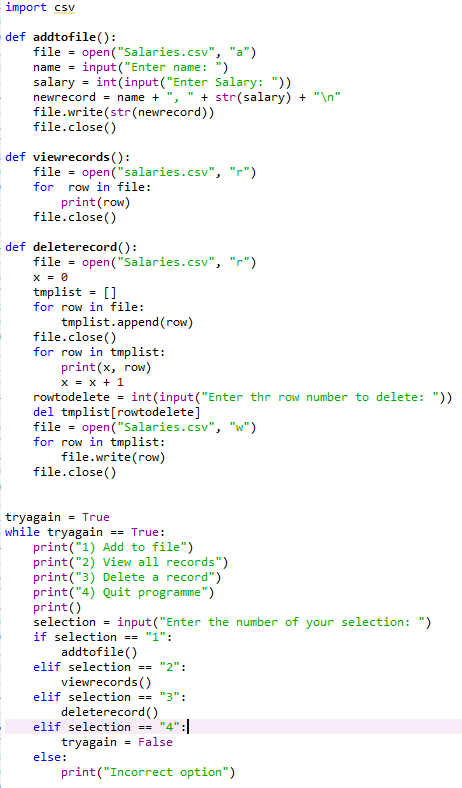 import csv

def addtofile():
    file = open("Salaries.csv", "a")
    name = input("Enter name: ")
    salary = int(input("Enter Salary: "))
    newrecord = name + ", " + str(salary) + "\n"
    file.write(str(newrecord))
    file.close()

def viewrecords():
    file = open("salaries.csv", "r")
    for  row in file:
        print(row)
    file.close()

def deleterecord():
    file = open("Salaries.csv", "r")
    x = 0
    tmplist = []
    for row in file:
        tmplist.append(row)
    file.close()
    for row in tmplist:
        print(x, row)
        x = x + 1
    rowtodelete = int(input("Enter thr row number to delete: "))
    del tmplist[rowtodelete]
    file = open("Salaries.csv", "w")
    for row in tmplist:
        file.write(row)
    file.close()


tryagain = True
while tryagain == True:
    print("1) Add to file")
    print("2) View all records")
    print("3) Delete a record")
    print("4) Quit programme")
    print()
    selection = input("Enter the number of your selection: ")
    if selection == "1":
        addtofile()
    elif selection == "2":
        viewrecords()
    elif selection == "3":
        deleterecord()
    elif selection == "4":
        tryagain = False
    else:
        print("Incorrect option")